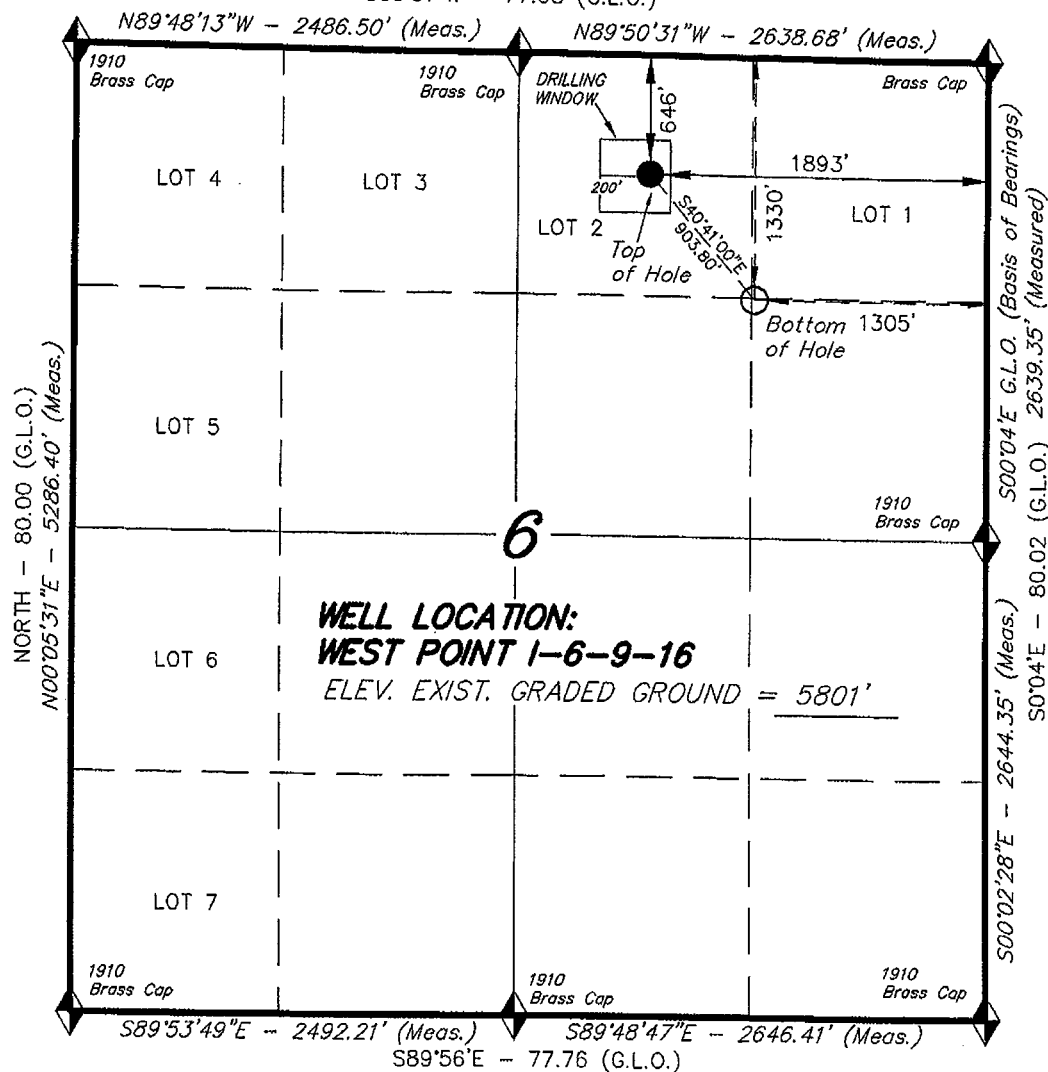 N89°48'13"W - 2486.50' (Meas.)
N89°50'31"W - 2638.68' (Meas.)
1910
Brass Cap
1910
Brass Cap
DRILLING
WINDOW
Brass Cap
646'
1893'
1330'
LOT 4
LOT 3
200'
LOT 2
LOT 1
S40°41'00"E
903.80'
Top
of Hole
Bottom
of Hole
1305'
S00°04'E G.L.O. (Basis of Bearings)
2639.35' (Measured)
NORTH - 80.00 (G.L.O.)
N00°05'31"E - 5286.40' (Meas.)
LOT 5
1910
Brass Cap
6
S0°04'E - 80.02 (G.L.O.)
WELL LOCATION:
WEST POINT I-6-9-16
ELEV. EXIST. GRADED GROUND = 5801'
LOT 6
S00°02'28"E - 2644.35' (Meas.)
LOT 7
1910
Brass Cap
1910
Brass Cap
1910
Brass Cap
S89°53'49"E - 2492.21' (Meas.)
S89°48'47"E - 2646.41' (Meas.)
S89°56'E - 77.76 (G.L.O.)